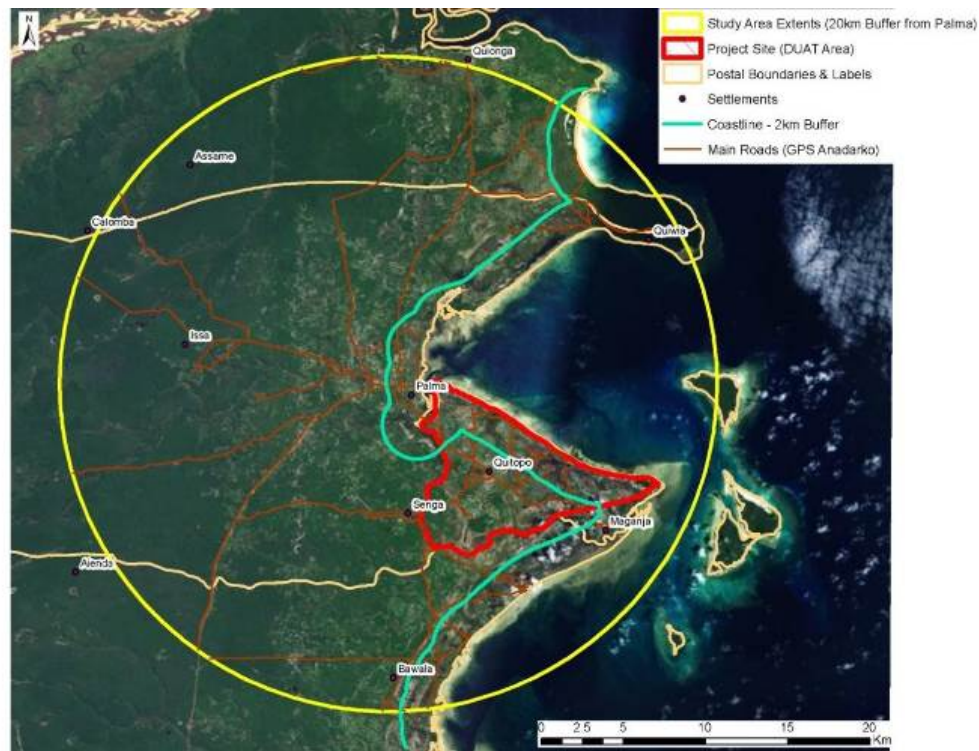 N
Study Area Extents (20km Buffer from Palma)
Project Site (DUAT Area)
Postal Boundaries & Labels
Settlements
Coastline - 2km Buffer
Main Roads (GPS Anadarko)
Quionga
Assame
Calomba
Quiwia
Issa
Palma
Quitopo
Senga
Maganja
Aienda
Bawala
0 2 4 5 10 15 20
Km